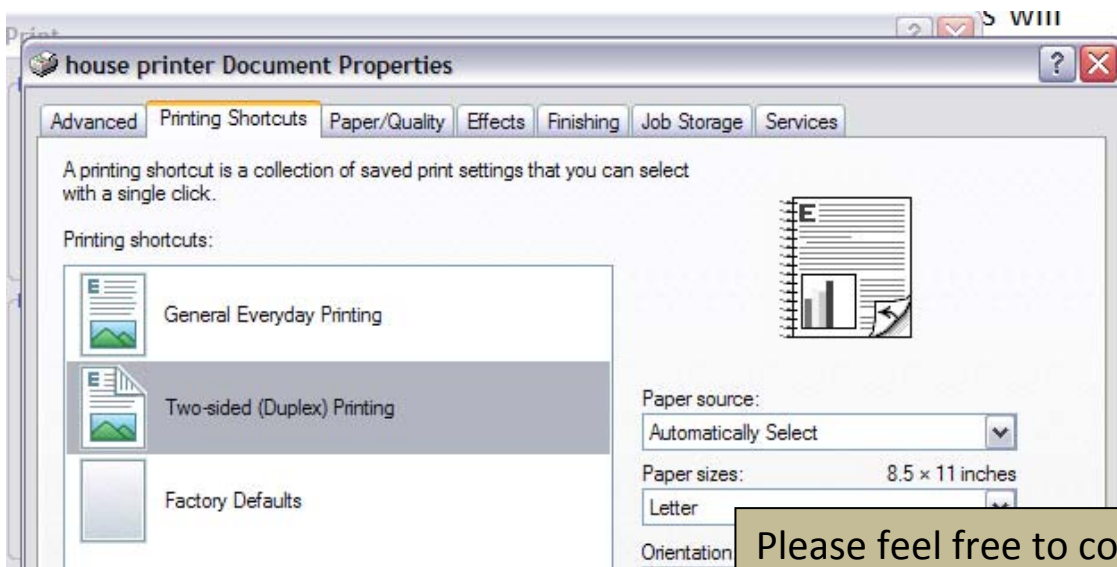 s will
Print
house printer Document Properties
Advanced Printing Shortcuts Paper/Quality Effects Finishing Job Storage Services
A printing shortcut is a collection of saved print settings that you can select
with a single click.
Printing shortcuts:
General Everyday Printing
Two-sided (Duplex) Printing
Factory Defaults
Paper source:
Automatically Select
Paper sizes: 8.5 × 11 inches
Letter
Orientation
Please feel free to co